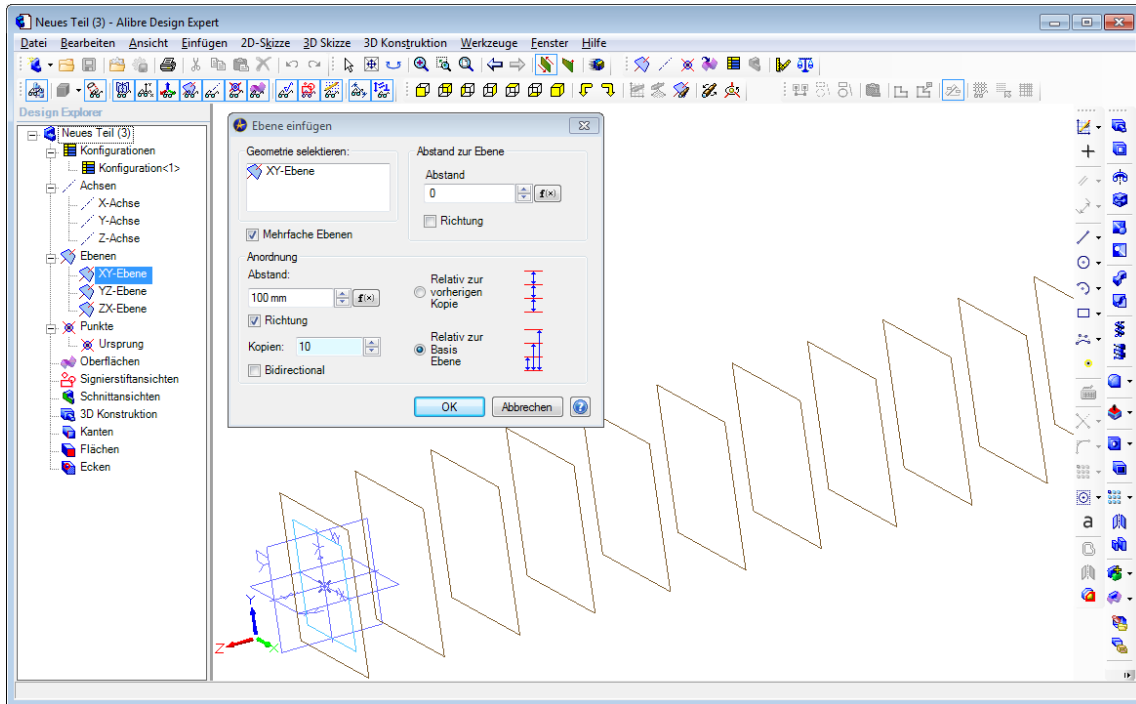 Neues Teil (3) - Alibre Design Expert
Datei Bearbeiten Ansicht Einfügen 2D-Skizze 3D Skizze 3D Konstruktion Werkzeuge Fenster Hilfe
Design Explorer
Neues Teil (3)
Konfigurationen
Konfiguration<1>
Achsen
X-Achse
Y-Achse
Z-Achse
Ebenen
XY-Ebene
YZ-Ebene
ZX-Ebene
Punkte
Ursprung
Oberflächen
Signierstiftansichten
Schnittansichten
3D Konstruktion
Kanten
Flächen
Ecken
Ebene einfügen
Geometrie selektieren:
XY-Ebene
Mehrfache Ebenen
Abstand zur Ebene
Abstand
0
f(x)
Richtung
Anordnung
Abstand:
100 mm
f(x)
Richtung
Kopien: 10
Bidirectional
Relativ zur
vorherigen
Kopie
Relativ zur
Basis
Ebene
OK Abbrechen
Y
Z
X
a